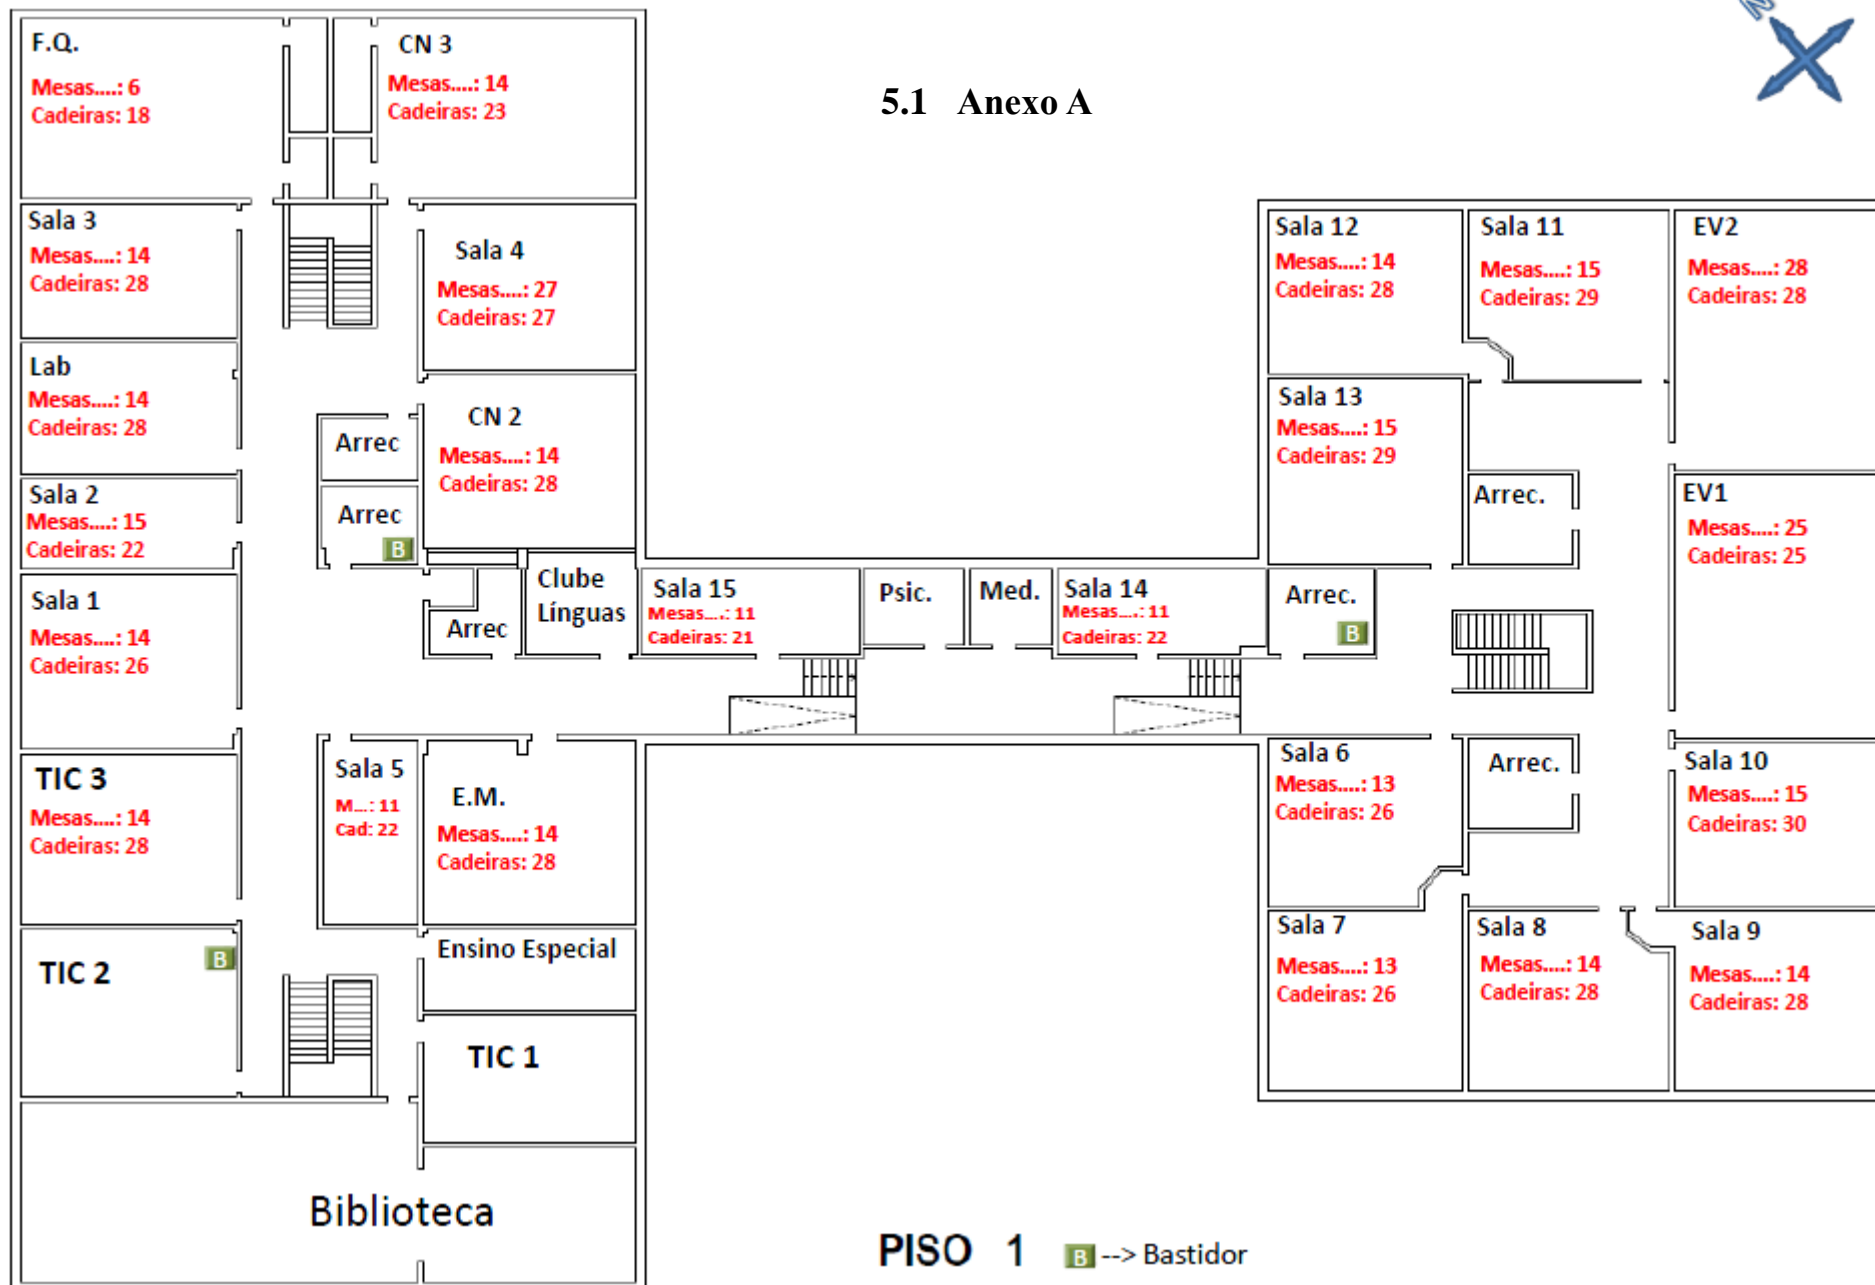 5.1 Anexo A
N
F.Q.
Mesas....: 6
Cadeiras: 18
CN 3
Mesas....: 14
Cadeiras: 23
Sala 3
Mesas....: 14
Cadeiras: 28
Sala 4
Mesas....: 27
Cadeiras: 27
Lab
Mesas....: 14
Cadeiras: 28
Arrec
CN 2
Mesas....: 14
Cadeiras: 28
Sala 2
Mesas....: 15
Cadeiras: 22
Arrec
B
Sala 1
Mesas....: 14
Cadeiras: 26
Arrec
Clube
Línguas
Sala 15
Mesas....: 11
Cadeiras: 21
Psic.
Med.
Sala 14
Mesas....: 11
Cadeiras: 22
Arrec.
B
TIC 3
Mesas....: 14
Cadeiras: 28
Sala 5
M...: 11
Cad: 22
E.M.
Mesas....: 14
Cadeiras: 28
TIC 2
B
Ensino Especial
TIC 1
Biblioteca
Sala 12
Mesas....: 14
Cadeiras: 28
Sala 11
Mesas....: 15
Cadeiras: 29
EV2
Mesas....: 28
Cadeiras: 28
Sala 13
Mesas....: 15
Cadeiras: 29
Arrec.
EV1
Mesas....: 25
Cadeiras: 25
Sala 6
Mesas....: 13
Cadeiras: 26
Arrec.
Sala 10
Mesas....: 15
Cadeiras: 30
Sala 7
Mesas....: 13
Cadeiras: 26
Sala 8
Mesas....: 14
Cadeiras: 28
Sala 9
Mesas....: 14
Cadeiras: 28
PISO 1
B --> Bastidor